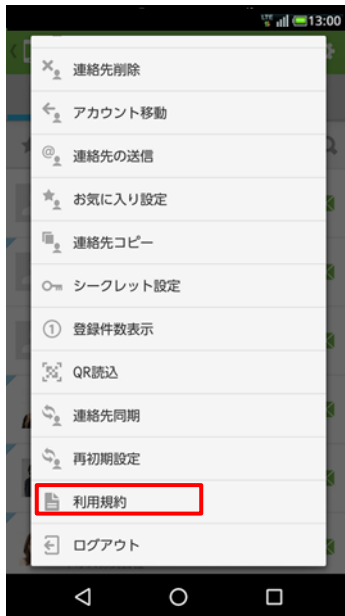 LTE 13:00
連絡先削除
アカウント移動
@ 連絡先の送信
お気に入り設定
連絡先コピー
シークレット設定
1 登録件数表示
QR読込
連絡先同期
再初期設定
利用規約
ログアウト